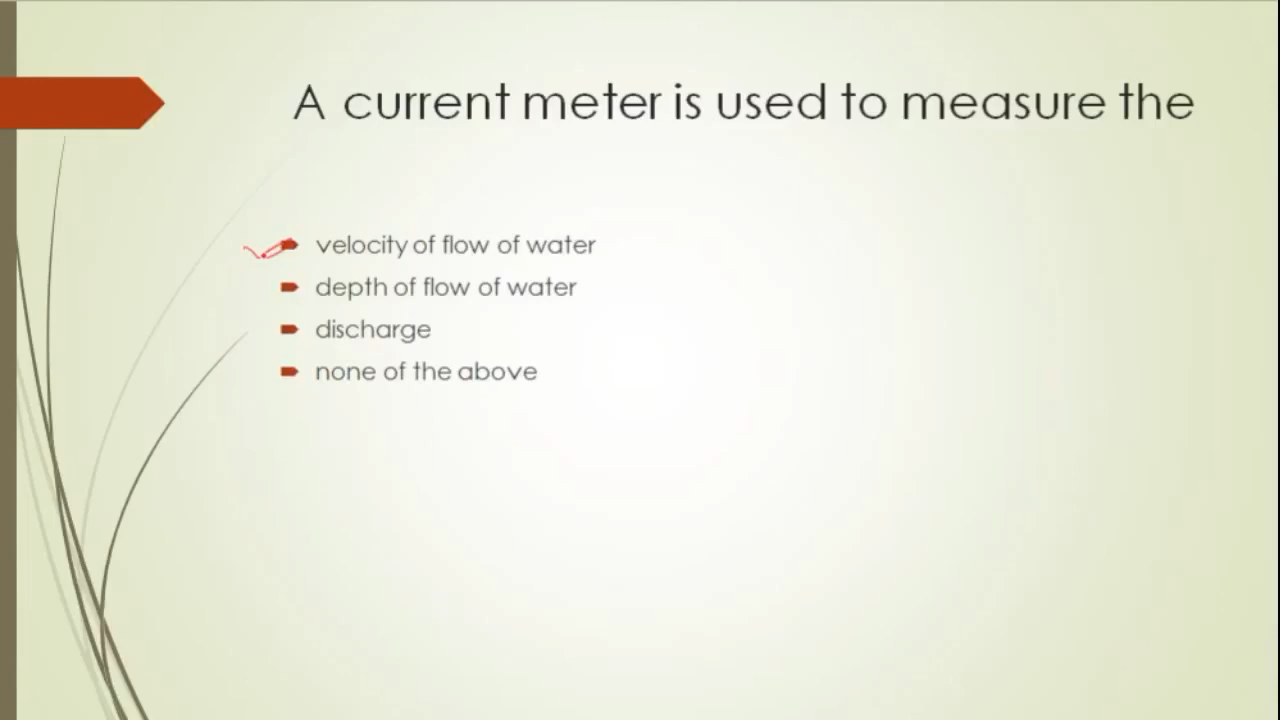 A current meter is used to measure the
velocity of flow of water
depth of flow of water
discharge
none of the above